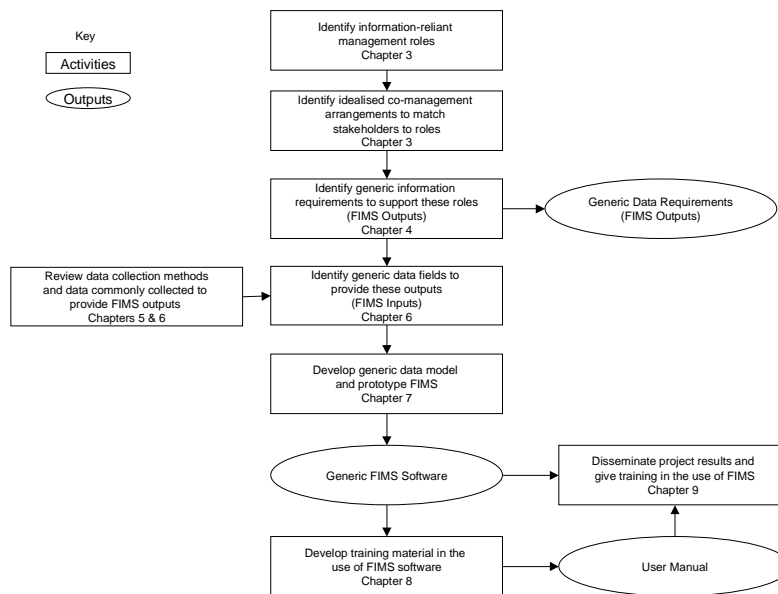 Key
Activities
Outputs
Identify information-reliant
management roles
Chapter 3
Identify idealised co-management
arrangements to match
stakeholders to roles
Chapter 3
Identify generic information
requirements to support these roles
(FIMS Outputs)
Chapter 4
Generic Data Requirements
(FIMS Outputs)
Review data collection methods
and data commonly collected to
provide FIMS outputs
Chapters 5 & 6
Identify generic data fields to
provide these outputs
(FIMS Inputs)
Chapter 6
Develop generic data model
and prototype FIMS
Chapter 7
Generic FIMS Software
Disseminate project results and
give training in the use of FIMS
Chapter 9
Develop training material in the
use of FIMS software
Chapter 8
User Manual